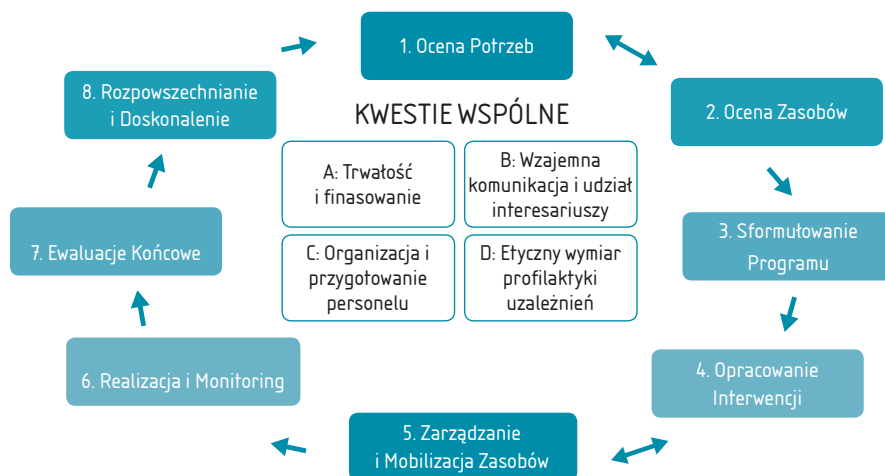 1. Ocena Potrzeb
2. Ocena Zasobów
3. Sformułowanie
Programu
4. Opracowanie
Interwencji
5. Zarządzanie
i Mobilizacja Zasobów
6. Realizacja i Monitoring
7. Ewaluacje Końcowe
8. Rozpowszechnianie
i Doskonalenie
KWESTIE WSPÓLNE
A: Trwałość
i finasowanie
B: Wzajemna
komunikacja i udział
interesariuszy
C: Organizacja i
przygotowanie
personelu
D: Etyczny wymiar
profilaktyki
uzależnień